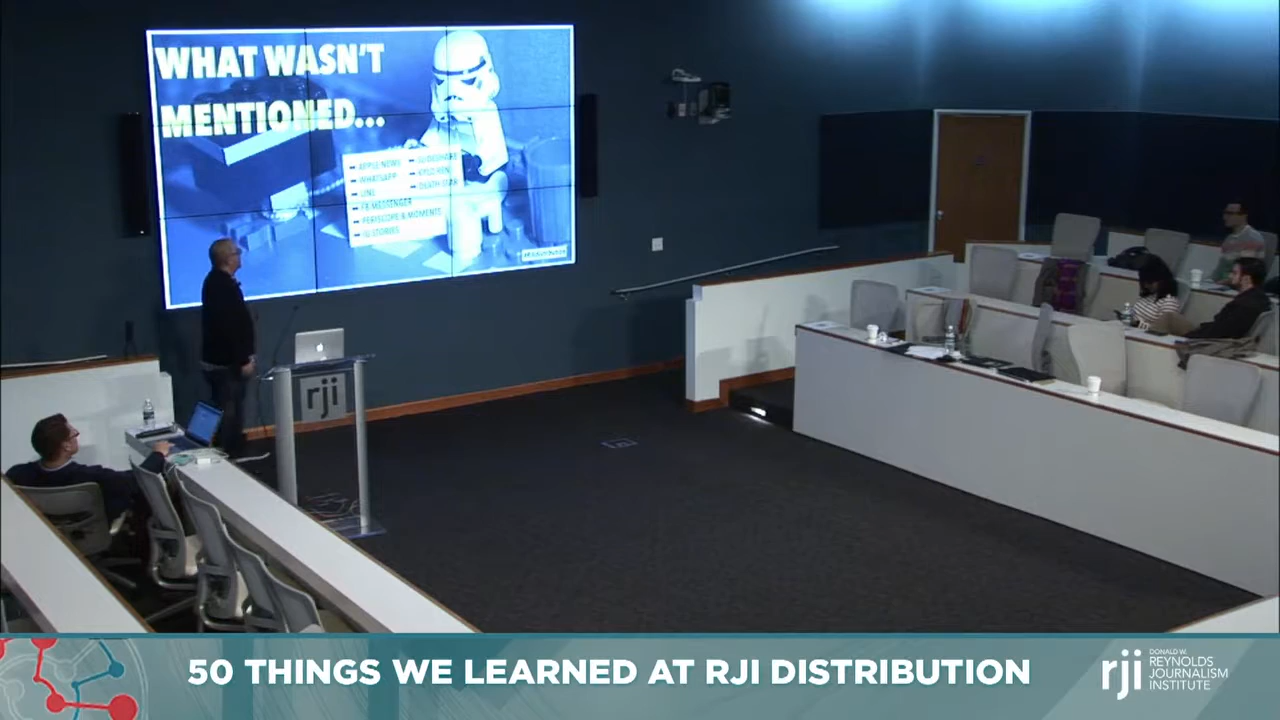 WHAT WASN'T
MENTIONED...
APPLE NEWS
WHATSAPP
LINE
FB MESSENGER
PERISCOPE & MOMENTS
IG STORIES
SLIDESHARE
KYLO REN
DEATH STAR
rji
50 THINGS WE LEARNED AT RJI DISTRIBUTION
rji
DONALD W.
REYNOLDS
JOURNALISM
INSTITUTE